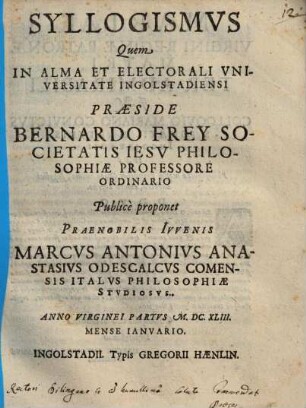 12
SYLLOGISMVS
Quem
IN ALMA ET ELECTORALI VNI-
VERSITATE INGOLSTADIENSI
PRÆSIDE
BERNARDO FREY SO-
CIETATIS IESV PHILO-
SOPHIÆ PROFESSORE
ORDINARIO
Publicè proponet
PRAENOBILIS IVVENIS
MARCVS ANTONIVS ANA-
STASIVS ODESCALCVS COMEN-
SIS ITALVS PHILOSOPHIÆ
STVDIOSVS.
ANNO VIRGINEI PARTVS M. DC. XLIII.
MENSE IANVARIO.
INGOLSTADII. Typis GREGORII HÆNLIN.